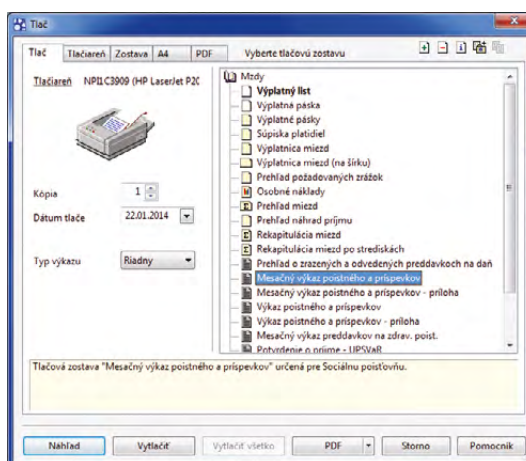 Tlač
Tlač Tlačiareň Zostava A4 PDF Vyberte tlačovú zostavu
Tlačiareň NPI1C3909 (HP LaserJet P2C
Kópia 1
Dátum tlače 22.01.2014
Typ výkazu Riadny
Mzdy
Výplatný list
Výplatná páska
Výplatné pásky
Súpiska platidiel
Výplatnica miezd
Výplatnica miezd (na šírku)
Prehľad požadovaných zrážok
Osobné náklady
Prehľad miezd
Prehľad náhrad príjmu
Rekapitulácia miezd
Rekapitulácia miezd po strediskách
Prehľad o zrazených a odvedených preddavkoch na daň
Mesačný výkaz poistného a príspevkov
Mesačný výkaz poistného a príspevkov - príloha
Výkaz poistného a príspevkov
Výkaz poistného a príspevkov - príloha
Mesačný výkaz preddavkov na zdrav. poist.
Potvrdenie o príjme - UPSVaR
Tlačová zostava "Mesačný výkaz poistného a príspevkov" určená pre Sociálnu poisťovňu.
Náhľad Vytlačiť Vytlačiť všetko PDF Storno Pomocník